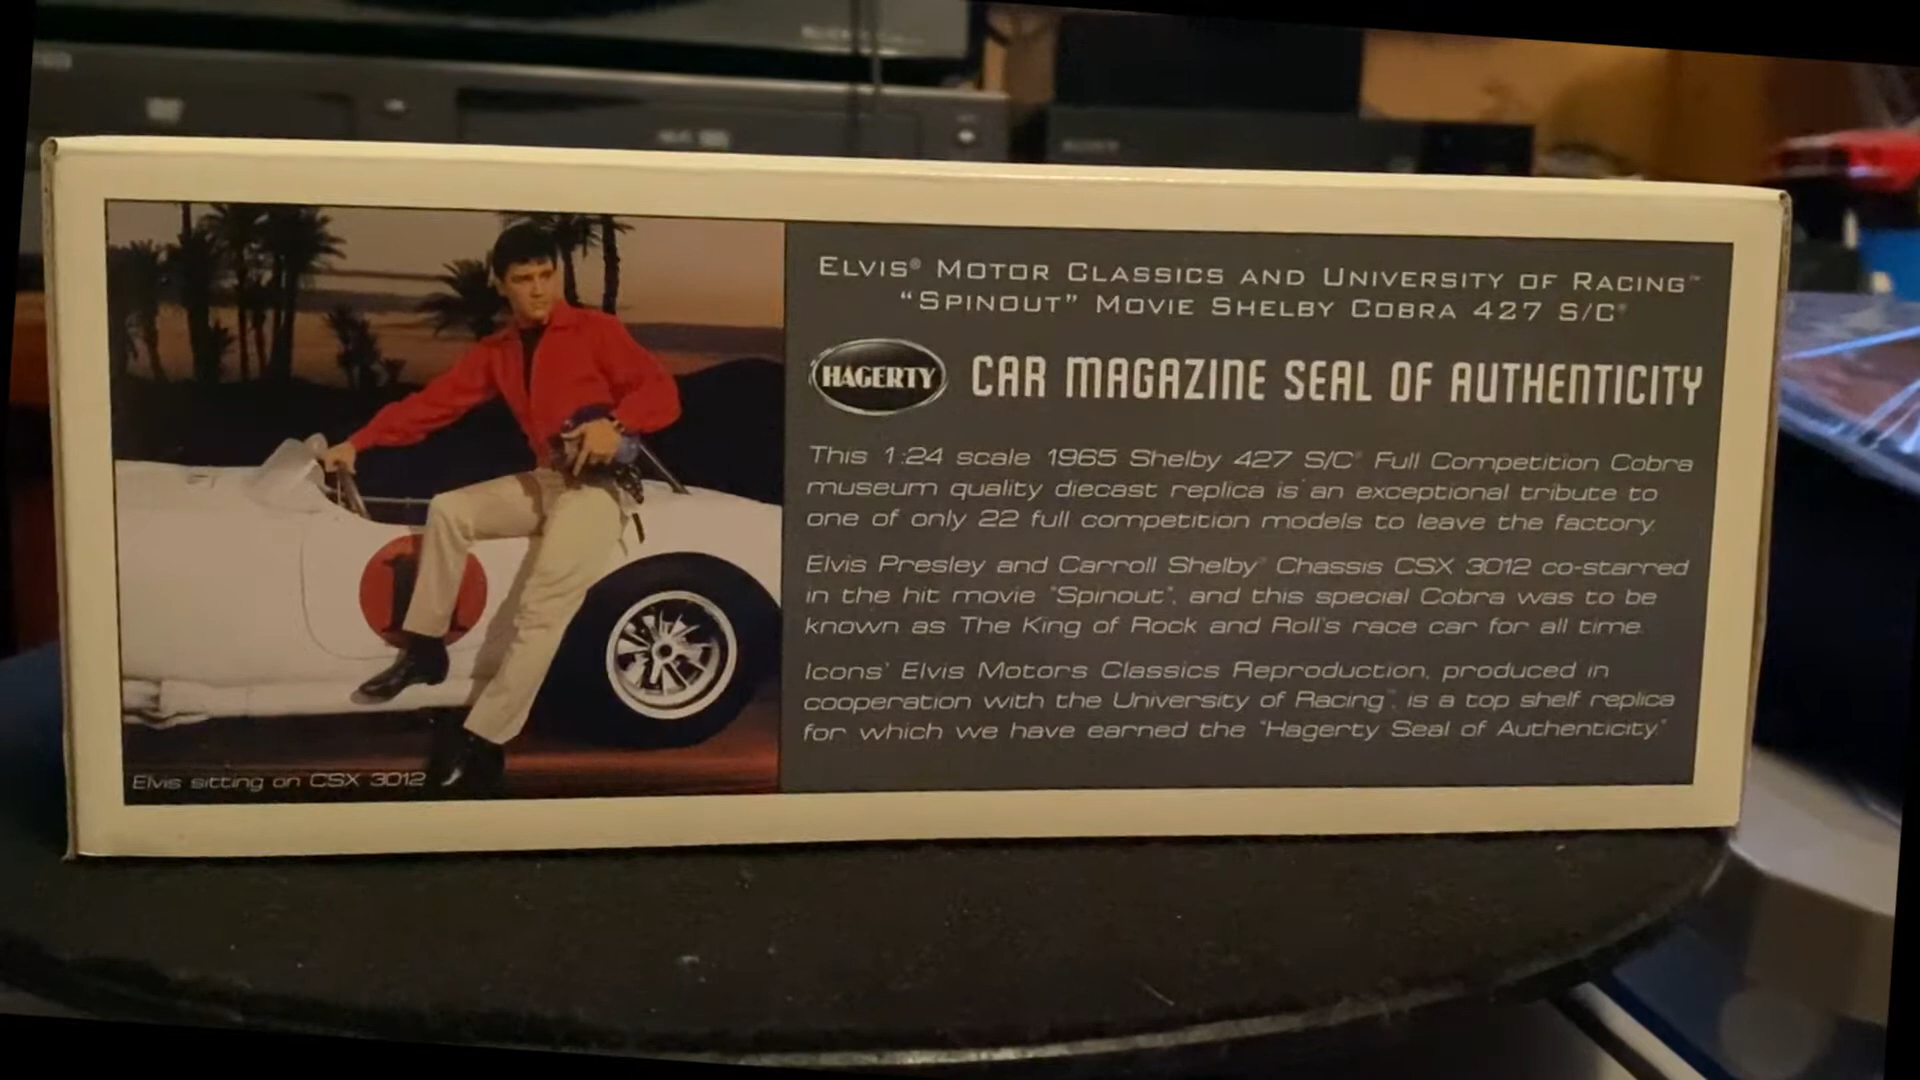 ELVIS® MOTOR CLASSICS AND UNIVERSITY OF RACING™
“SPINOUT” MOVIE SHELBY COBRA 427 S/C®
HAGERTY CAR MAGAZINE SEAL OF AUTHENTICITY
This 1:24 scale 1965 Shelby 427 S/C® Full Competition Cobra
museum quality diecast replica is an exceptional tribute to
one of only 22 full competition models to leave the factory.
Elvis Presley and Carroll Shelby® Chassis CSX 3012 co-starred
in the hit movie "Spinout", and this special Cobra was to be
known as The King of Rock and Roll's race car for all time.
Icons' Elvis Motors Classics Reproduction, produced in
cooperation with the University of Racing™, is a top shelf replica
for which we have earned the "Hagerty Seal of Authenticity."
Elvis sitting on CSX 3012
11
SONY